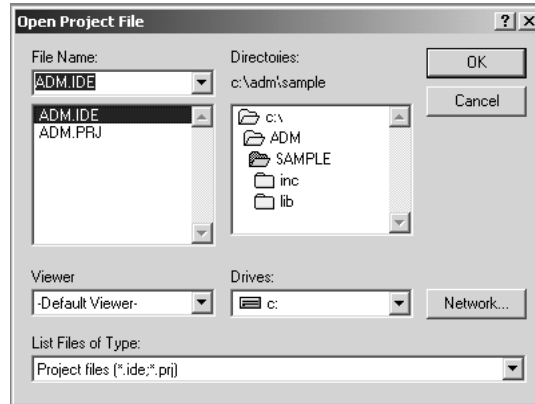 Open Project File
File Name:
ADM.IDE
ADM.IDE
ADM.PRJ
Directories:
c:\adm\sample
c:\
ADM
SAMPLE
inc
lib
OK
Cancel
Viewer
-Default Viewer-
Drives:
c:
Network...
List Files of Type:
Project files (*.ide;*.prj)